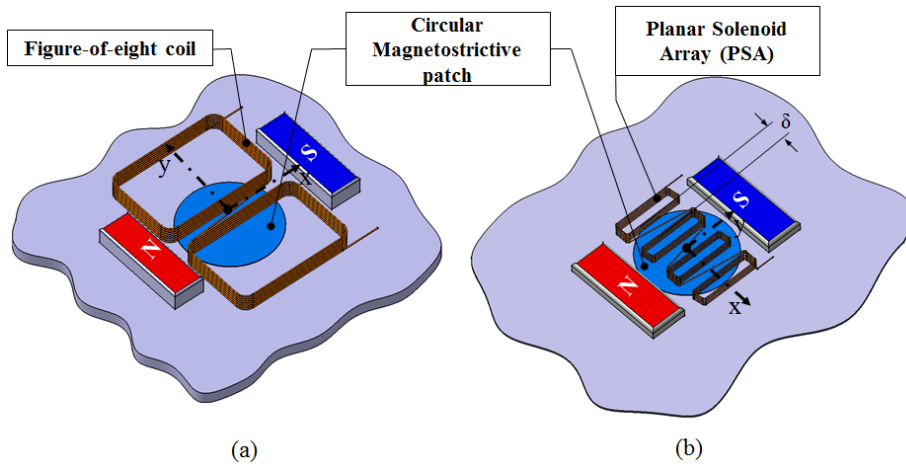 Figure-of-eight coil
Circular
Magnetostrictive
patch
Planar Solenoid
Array (PSA)
δ
S
y
x
N
S
y
N
x
(a)
(b)